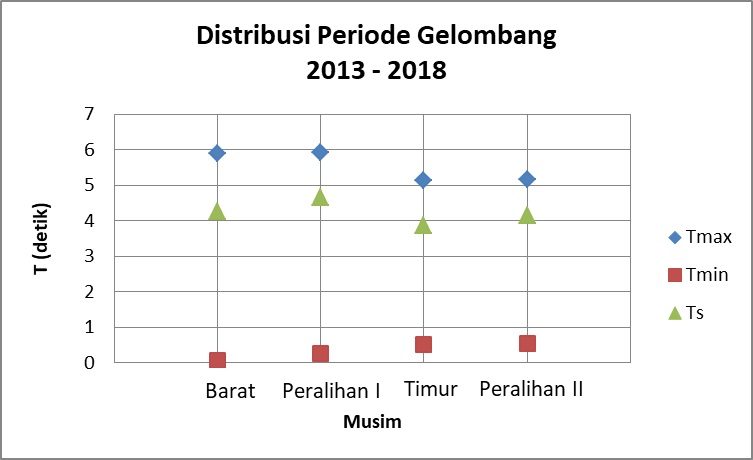 Distribusi Periode Gelombang
2013 - 2018
7
6
5
4
3
2
1
0
T (detik)
Barat
Peralihan I
Timur
Peralihan II
Musim
Tmax
Tmin
Ts